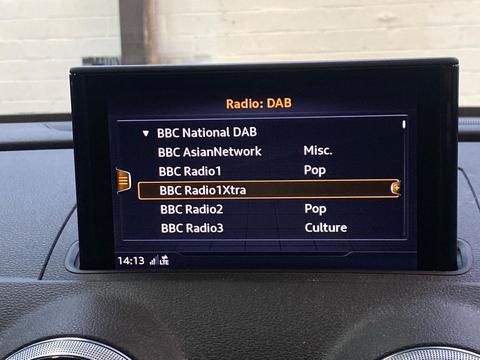 Radio: DAB
▼ BBC National DAB
BBC AsianNetwork Misc.
BBC Radio1 Pop
BBC Radio1Xtra
BBC Radio2 Pop
BBC Radio3 Culture
14:13 LTE